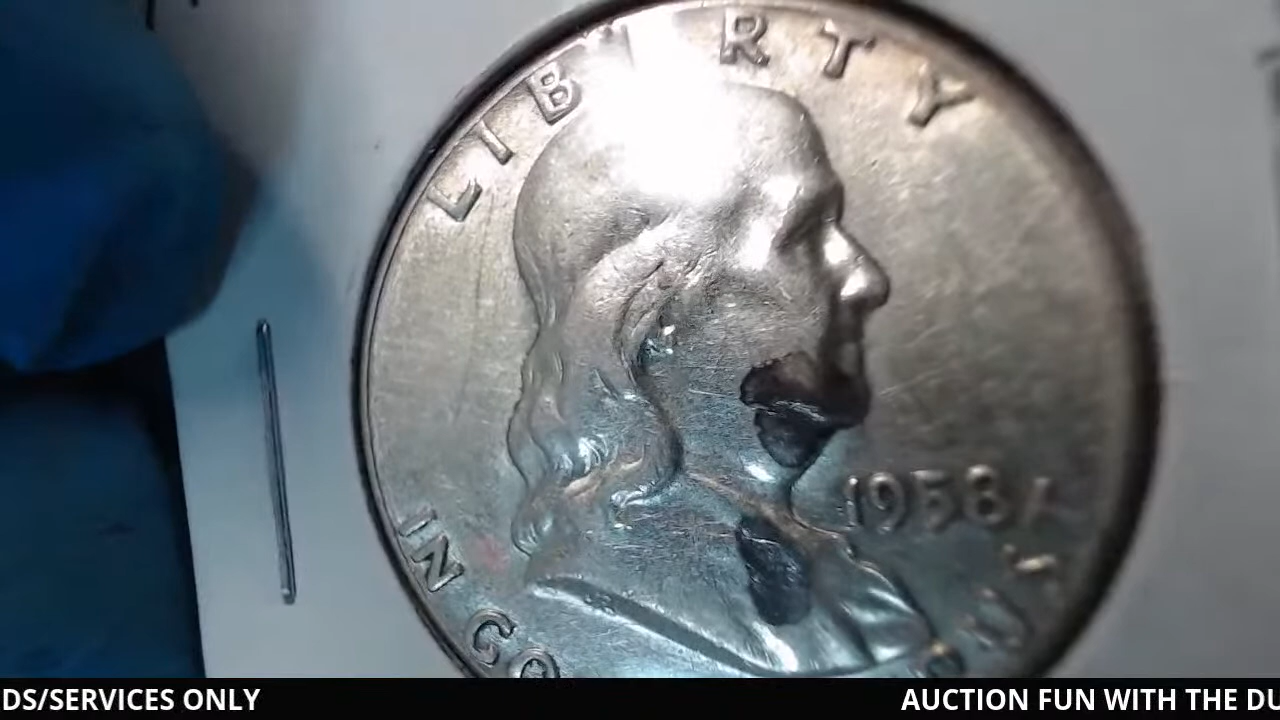 LIBERTY
1958
IN GO
DS/SERVICES ONLY
AUCTION FUN WITH THE DU